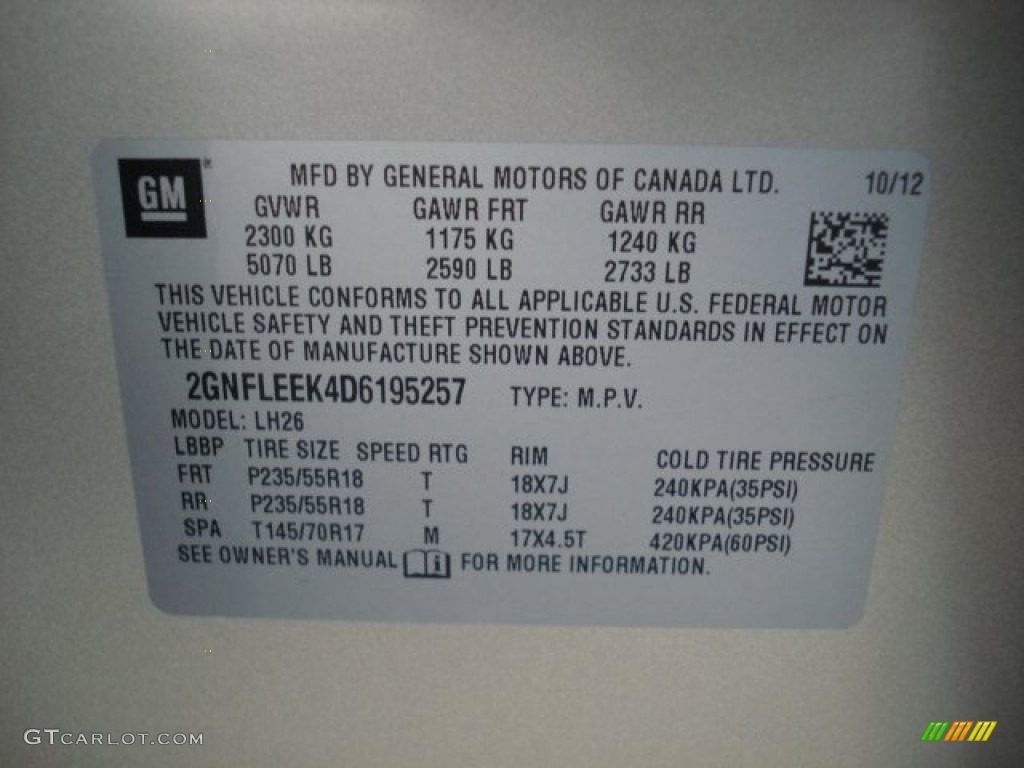 GM
MFD BY GENERAL MOTORS OF CANADA LTD. 10/12
GVWR GAWR FRT GAWR RR
2300 KG 1175 KG 1240 KG
5070 LB 2590 LB 2733 LB
THIS VEHICLE CONFORMS TO ALL APPLICABLE U.S. FEDERAL MOTOR
VEHICLE SAFETY AND THEFT PREVENTION STANDARDS IN EFFECT ON
THE DATE OF MANUFACTURE SHOWN ABOVE.
2GNFLEEK4D6195257 TYPE: M.P.V.
MODEL: LH26
LBBP TIRE SIZE SPEED RTG RIM COLD TIRE PRESSURE
FRT P235/55R18 T 18X7J 240KPA(35PSI)
RR P235/55R18 T 18X7J 240KPA(35PSI)
SPA T145/70R17 M 17X4.5T 420KPA(60PSI)
SEE OWNER'S MANUAL i FOR MORE INFORMATION.
GTCARLOT.COM